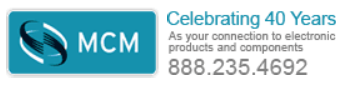 MCM
Celebrating 40 Years
As your connection to electronic
products and components
888.235.4692